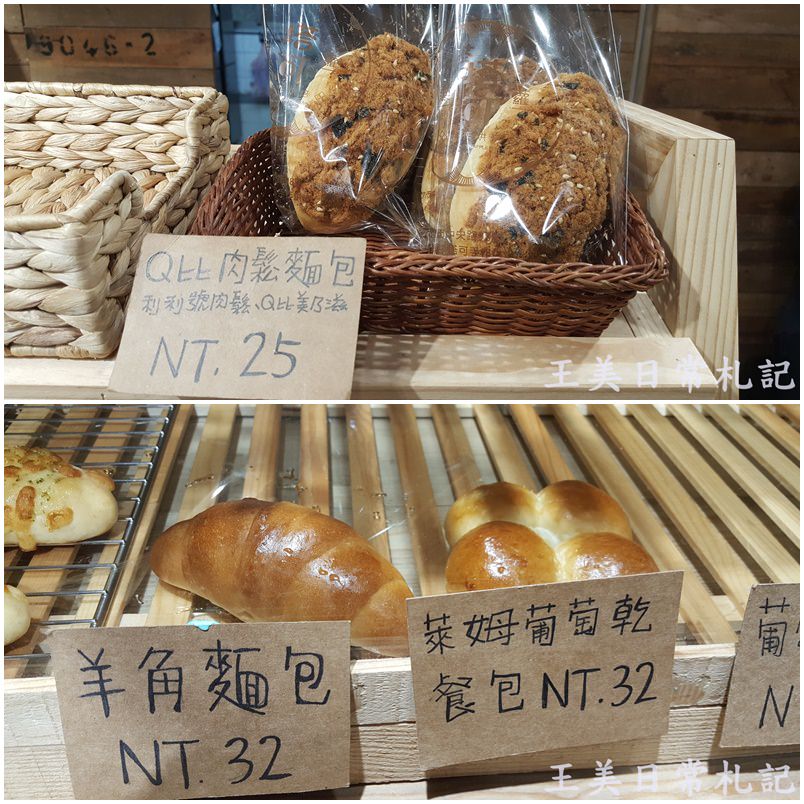 9046-2
Q比肉鬆麵包
利利號肉鬆、Q比美乃滋
NT. 25
王美日常札記
羊角麵包
NT. 32
萊姆葡萄乾
餐包 NT. 32
葡
N
王美日常札記